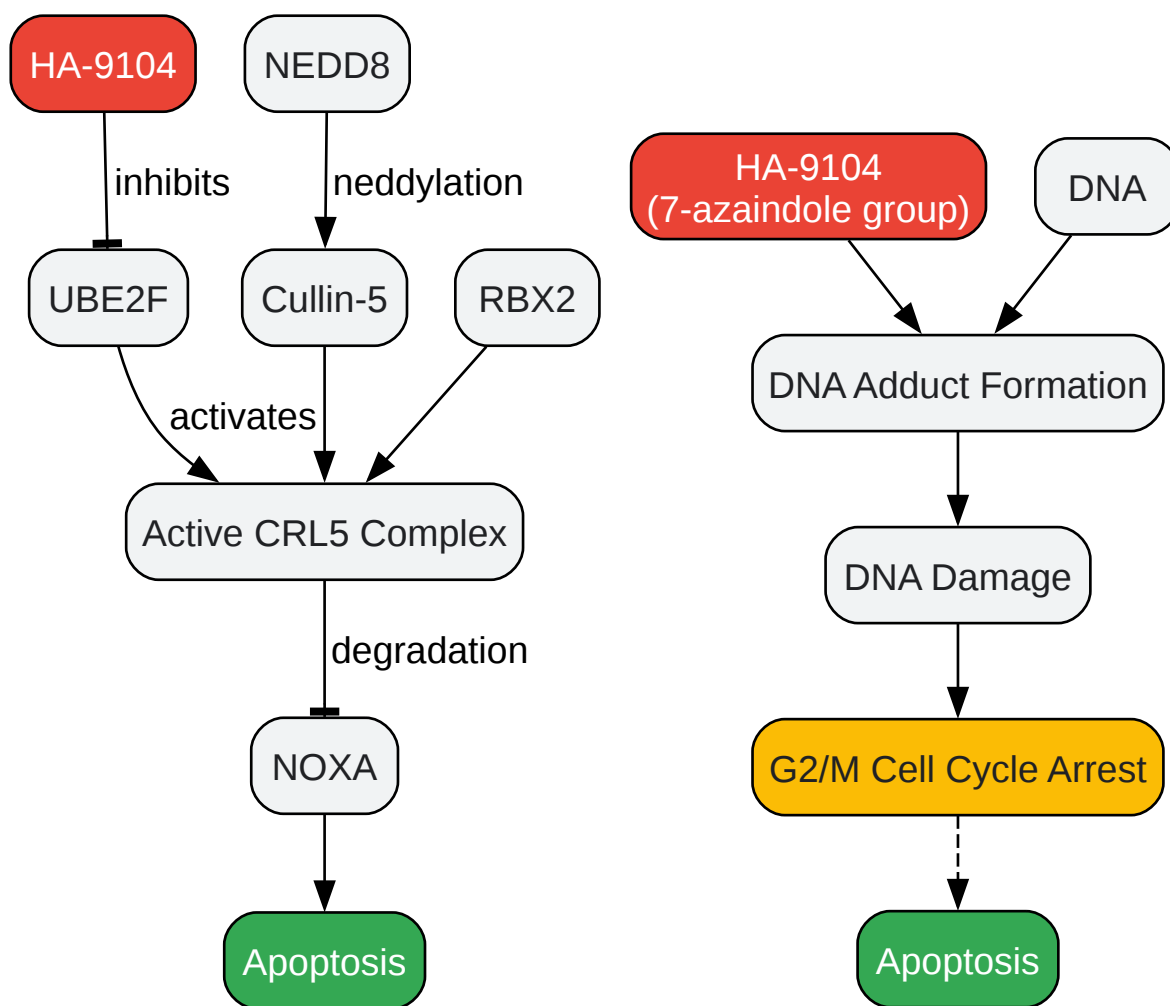 HA-9104
NEDD8
inhibits
neddylation
UBE2F
Cullin-5
RBX2
activates
Active CRL5 Complex
degradation
NOXA
Apoptosis
HA-9104
(7-azaindole group)
DNA
DNA Adduct Formation
DNA Damage
G2/M Cell Cycle Arrest
Apoptosis